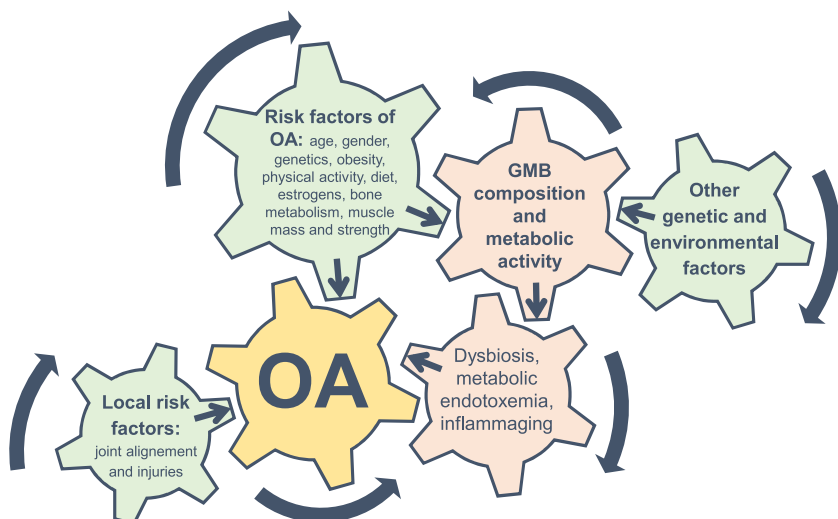 Risk factors of
OA: age, gender,
genetics, obesity,
physical activity, diet,
estrogens, bone
metabolism, muscle
mass and strength
GMB
composition
and
metabolic
activity
Other
genetic and
environmental
factors
OA
Dysbiosis,
metabolic
endotoxemia,
inflammaging
Local risk
factors:
joint alignement
and injuries